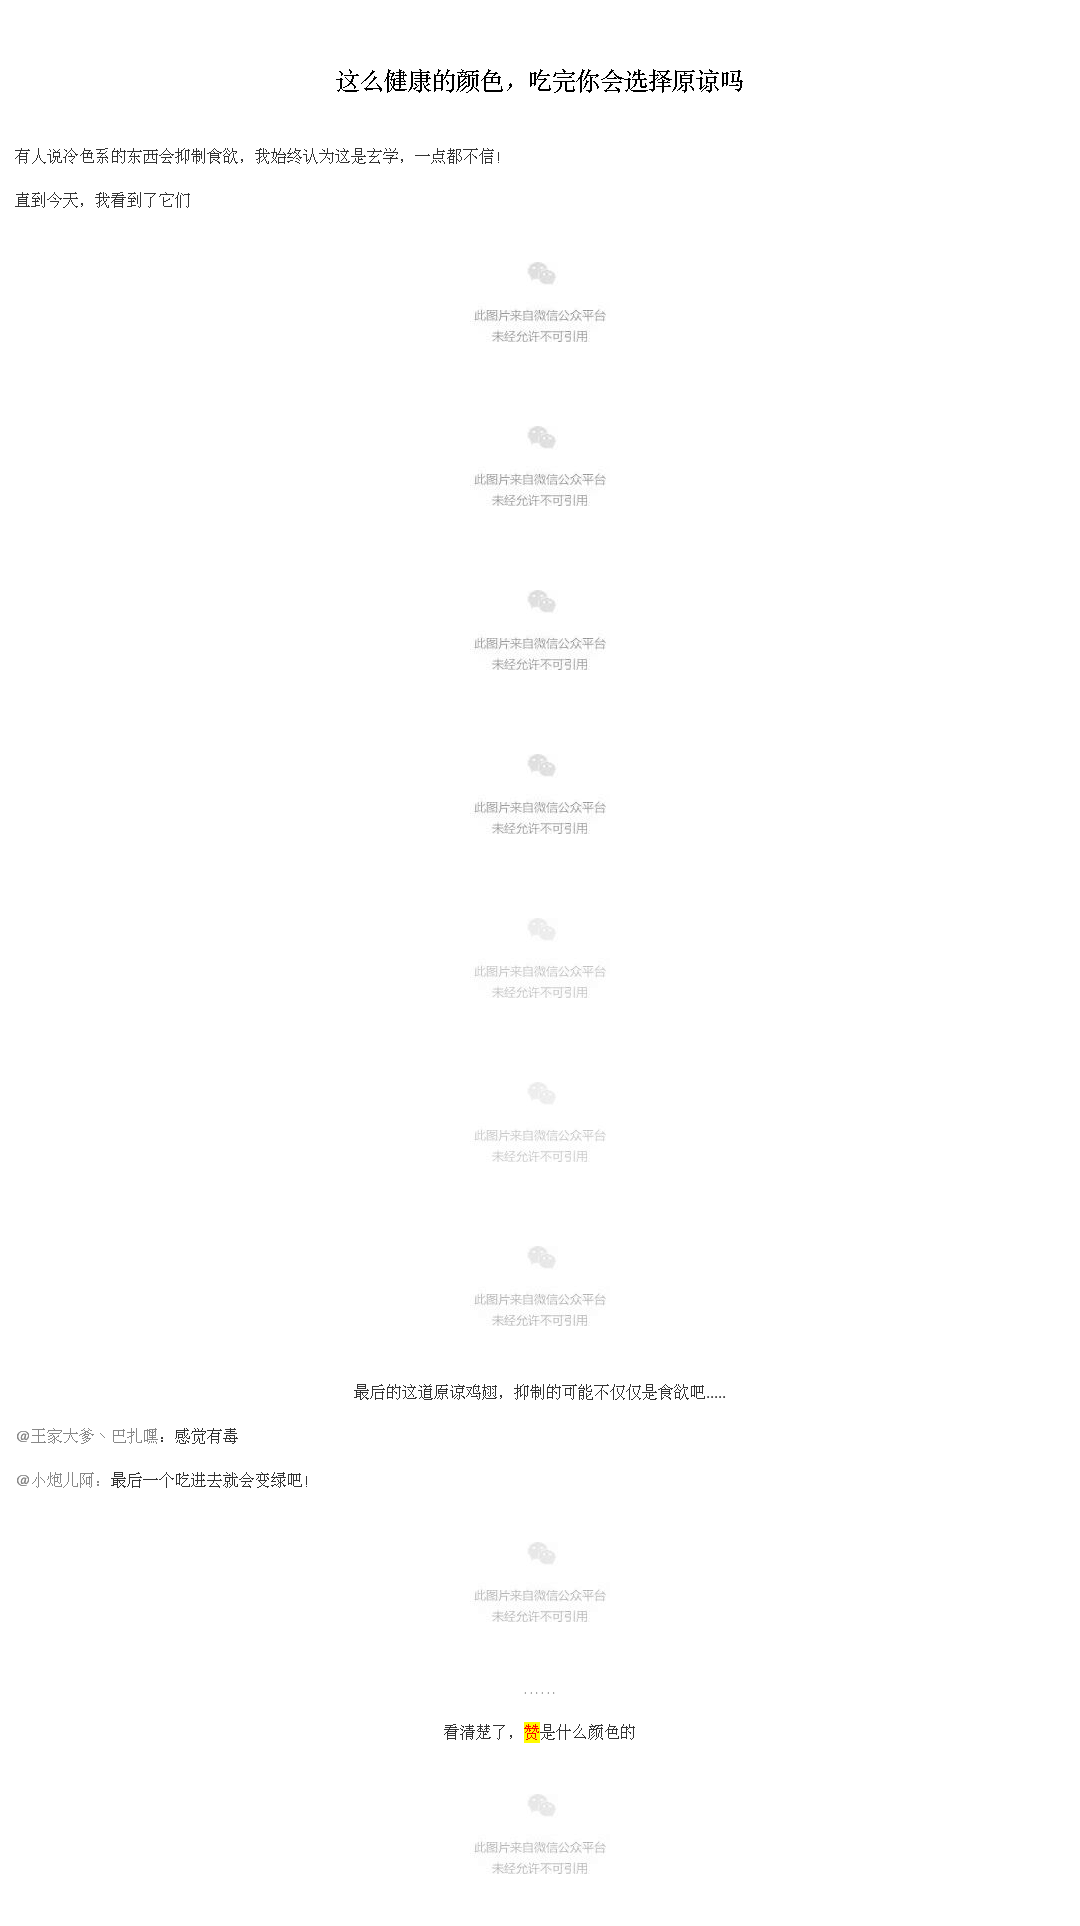 这么健康的颜色，吃完你会选择原谅吗
有人说冷色系的东西会抑制食欲，我始终认为这是玄学，一点都不信！
直到今天，我看到了它们
此图片来自微信公众平台
未经允许不可引用
此图片来自微信公众平台
未经允许不可引用
此图片来自微信公众平台
未经允许不可引用
此图片来自微信公众平台
未经允许不可引用
此图片来自微信公众平台
未经允许不可引用
此图片来自微信公众平台
未经允许不可引用
此图片来自微信公众平台
未经允许不可引用
最后的这道原谅鸡翅，抑制的可能不仅仅是食欲吧.....
@王家大爹丶巴扎嘿：感觉有毒
@小炮儿阿：最后一个吃进去就会变绿吧！
此图片来自微信公众平台
未经允许不可引用
......
看清楚了，赞是什么颜色的
此图片来自微信公众平台
未经允许不可引用